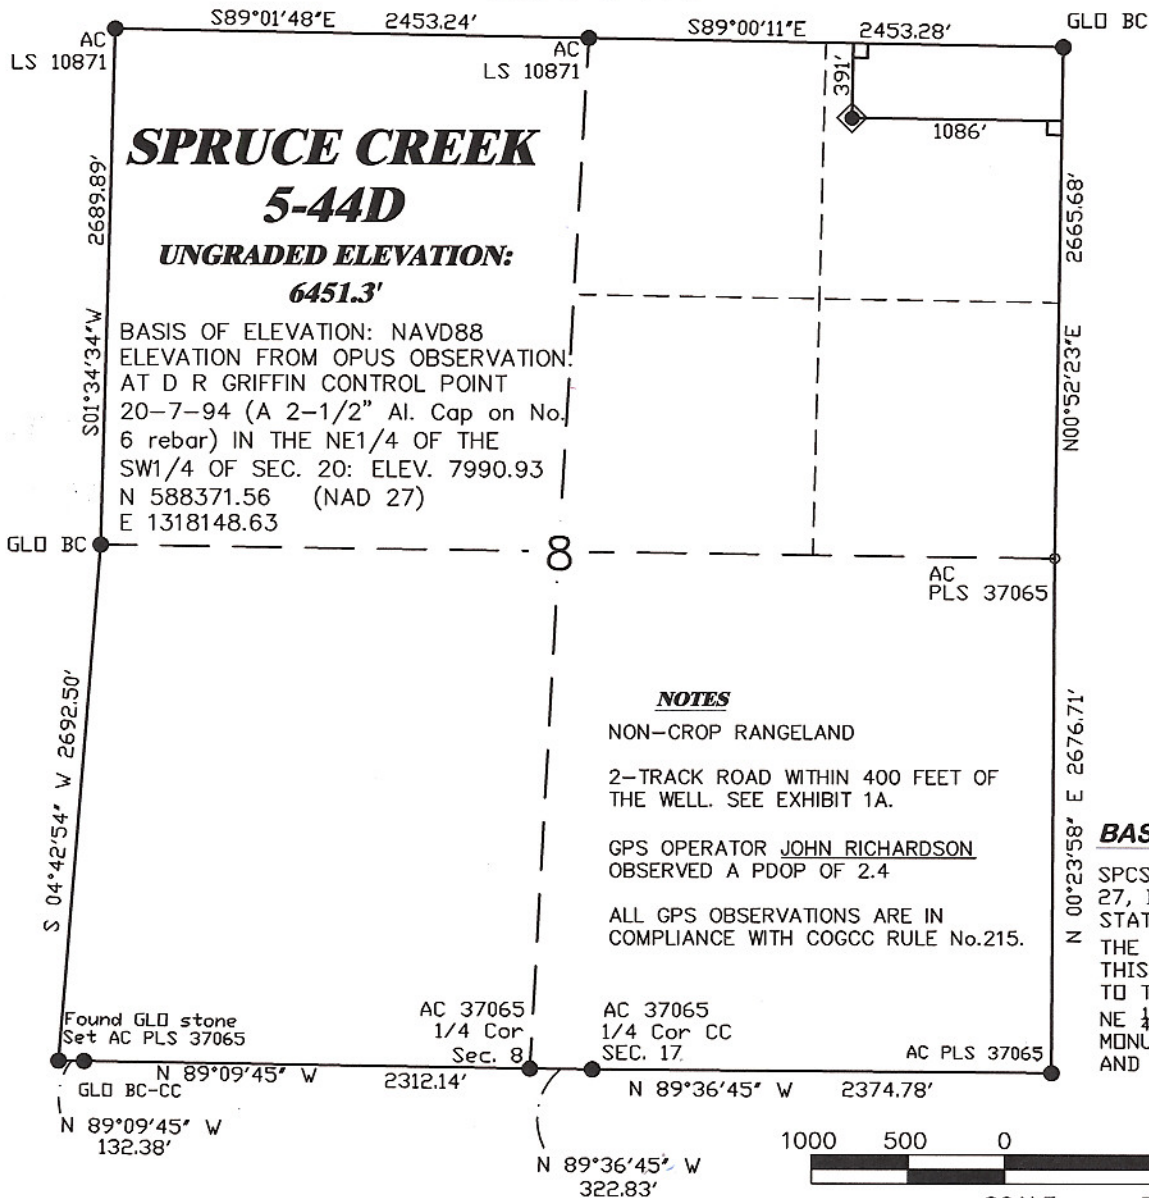 S89°01'48"E 2453.24'
S89°00'11"E 2453.28'
GLO BC
AC
LS 10871
AC
LS 10871
391'
1086'
SPRUCE CREEK
5-44D
UNGRADED ELEVATION:
6451.3'
2689.89'
S01°34'34"W
2665.68'
N00°52'23"E
BASIS OF ELEVATION: NAVD88
ELEVATION FROM OPUS OBSERVATION
AT D R GRIFFIN CONTROL POINT
20-7-94 (A 2-1/2" Al. Cap on No.
6 rebar) IN THE NE1/4 OF THE
SW1/4 OF SEC. 20: ELEV. 7990.93
N 588371.56 (NAD 27)
E 1318148.63
GLO BC
8
AC
PLS 37065
S 04°42'54" W 2692.50'
N 00°23'58" E 2676.71'
NOTES
NON-CROP RANGELAND
2-TRACK ROAD WITHIN 400 FEET OF
THE WELL. SEE EXHIBIT 1A.
GPS OPERATOR JOHN RICHARDSON
OBSERVED A PDOP OF 2.4
ALL GPS OBSERVATIONS ARE IN
COMPLIANCE WITH COGCC RULE No.215.
BAS
SPCS
27,
STAT
THE
THIS
TO T
NE 1/4
MONU
AND
Found GLO stone
Set AC PLS 37065
AC 37065
1/4 Cor
Sec. 8
AC 37065
1/4 Cor CC
SEC. 17
AC PLS 37065
GLO BC-CC
N 89°09'45" W 2312.14'
N 89°36'45" W 2374.78'
N 89°09'45" W
132.38'
N 89°36'45" W
322.83'
1000 500 0